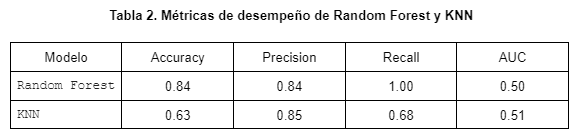 Tabla 2. Métricas de desempeño de Random Forest y KNN
Modelo Accuracy Precision Recall AUC
Random Forest 0.84 0.84 1.00 0.50
KNN 0.63 0.85 0.68 0.51